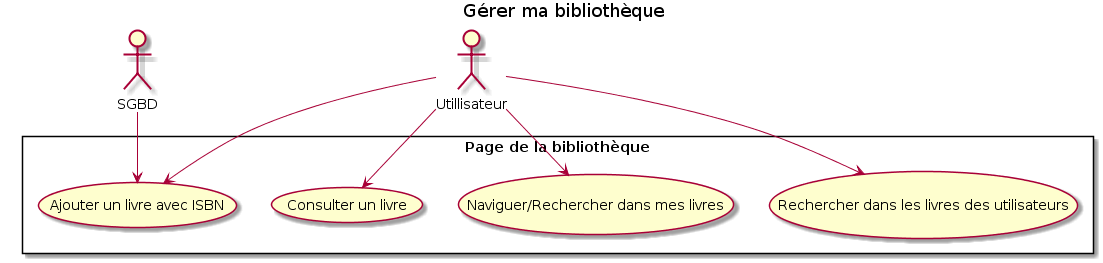 Gérer ma bibliothèque
SGBD
Utillisateur
Page de la bibliothèque
Ajouter un livre avec ISBN
Consulter un livre
Naviguer/Rechercher dans mes livres
Rechercher dans les livres des utilisateurs